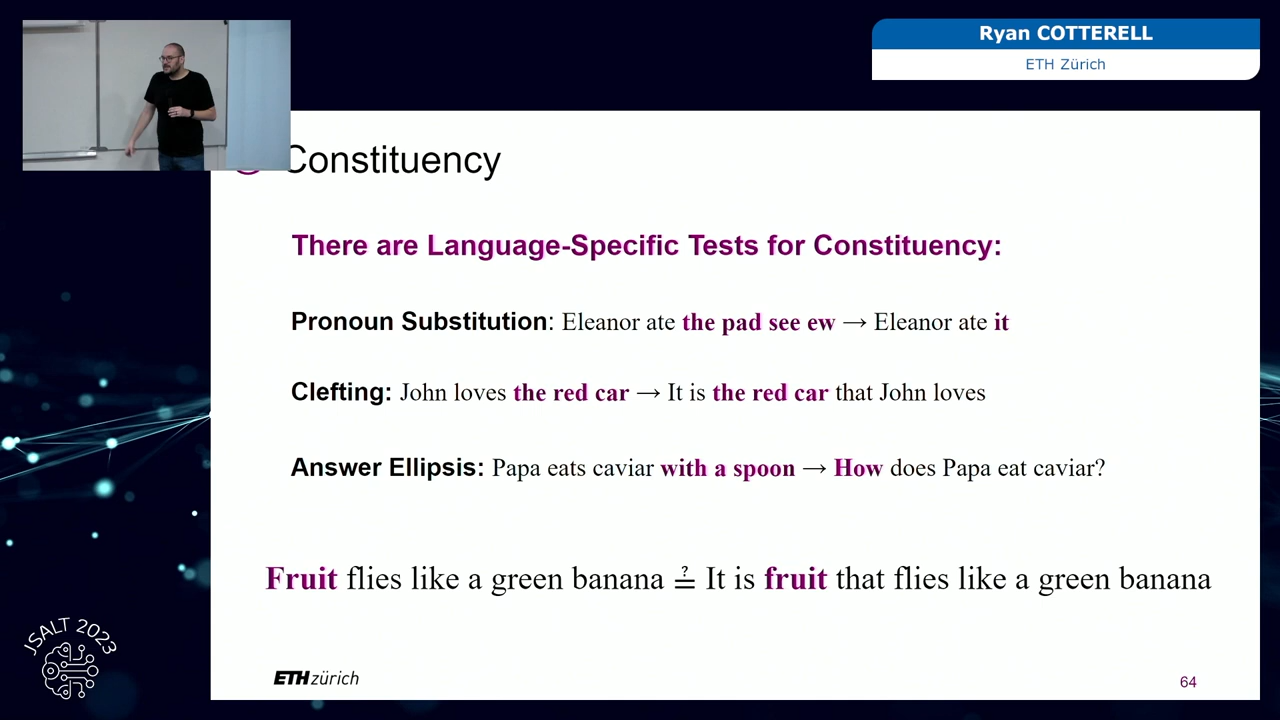 Ryan COTTERELL
ETH Zürich
Constituency
There are Language-Specific Tests for Constituency:
Pronoun Substitution: Eleanor ate the pad see ew → Eleanor ate it
Clefting: John loves the red car → It is the red car that John loves
Answer Ellipsis: Papa eats caviar with a spoon → How does Papa eat caviar?
Fruit flies like a green banana ≟ It is fruit that flies like a green banana
JSALT 2023
ETH zürich
64